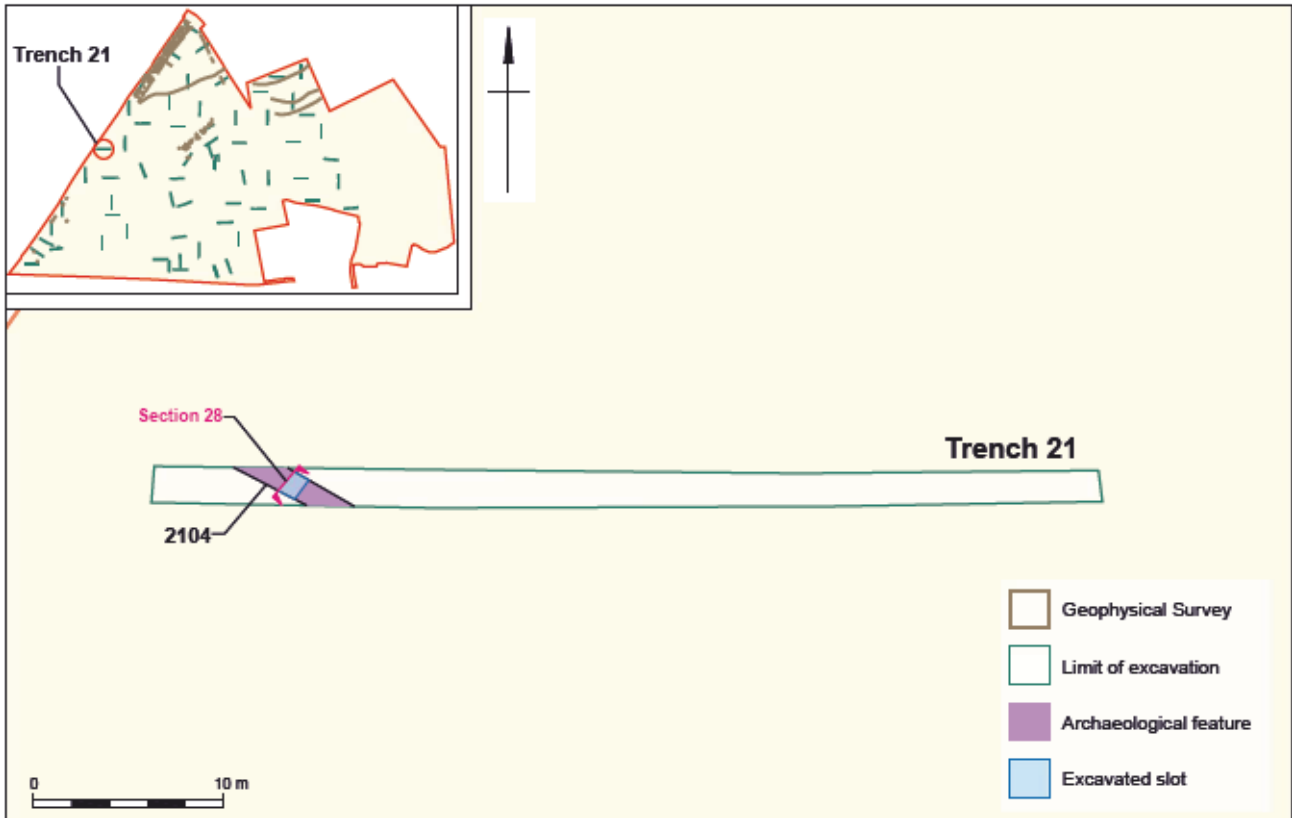 Trench 21
Section 28
Trench 21
2104
Geophysical Survey
Limit of excavation
Archaeological feature
Excavated slot
0 10 m